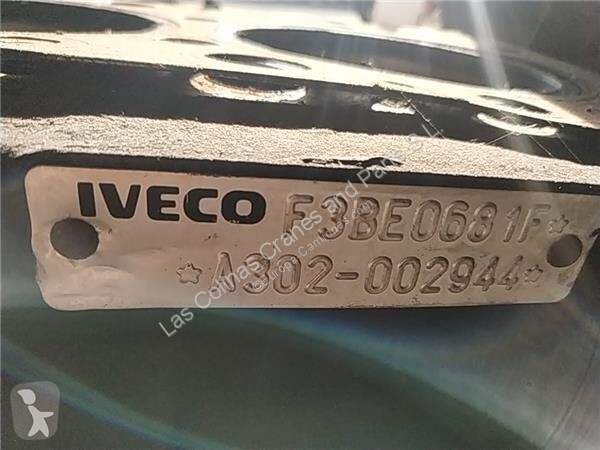 IVECO F3BE0681F☆
☆A302-002944☆
Las Colinas Cranes and Parts S.L